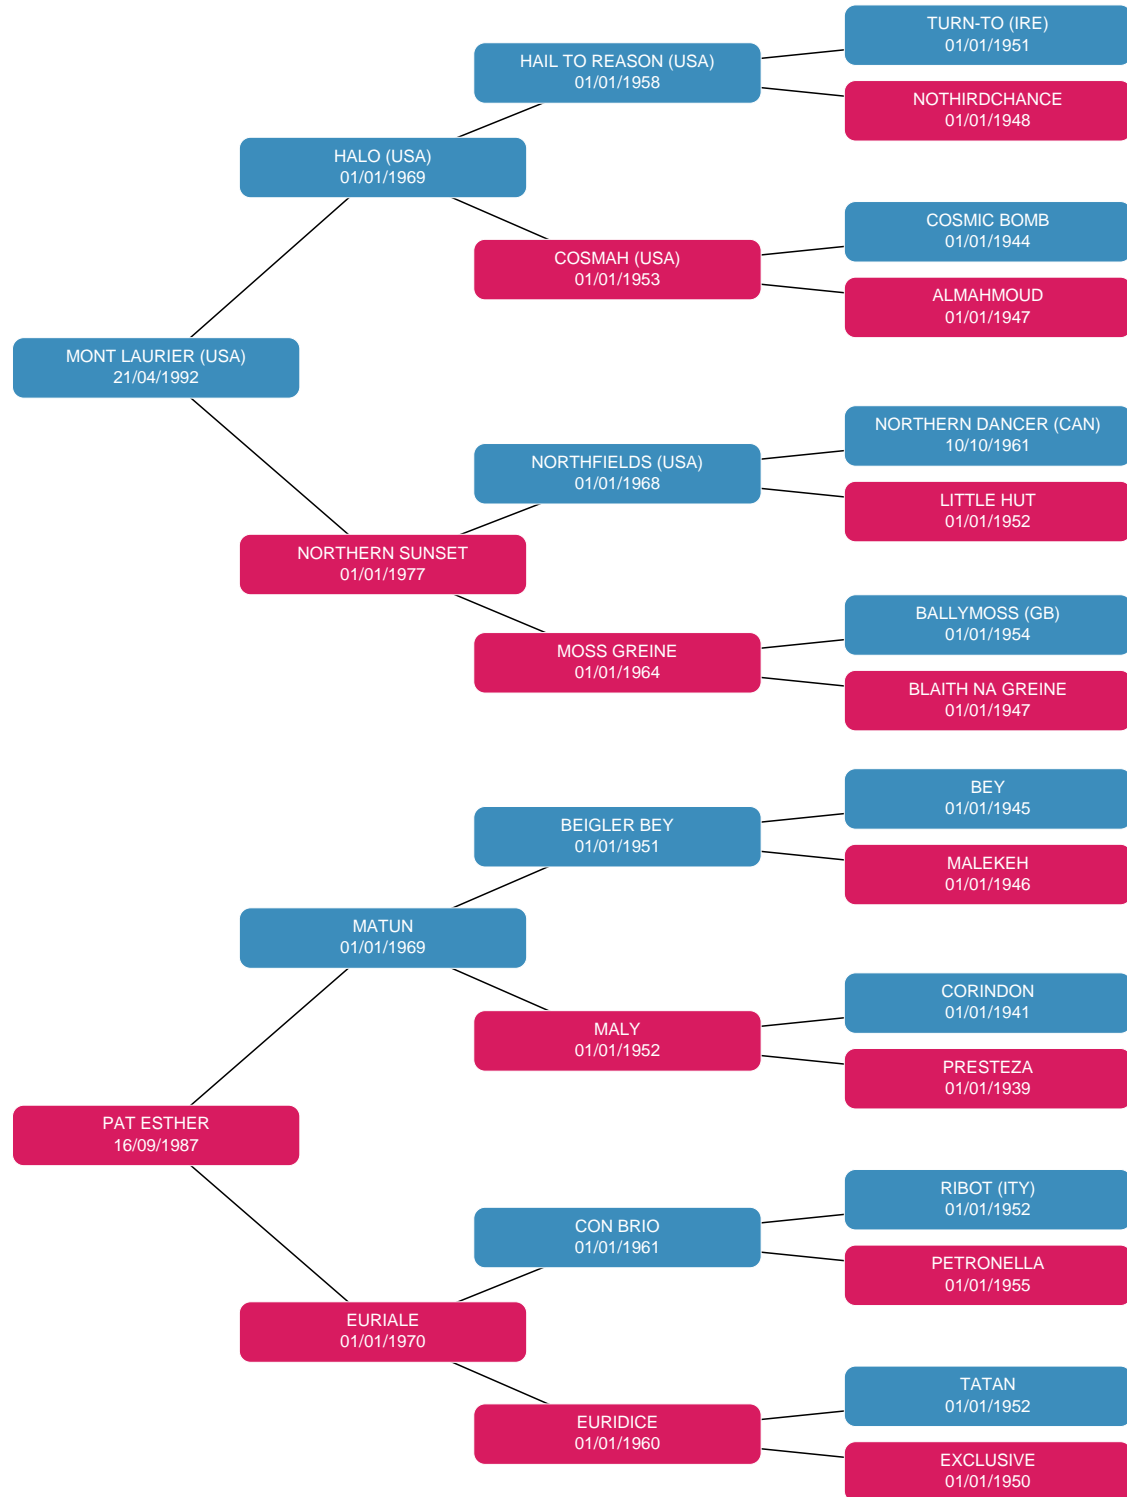 TURN-TO (IRE)
01/01/1951
HAIL TO REASON (USA)
01/01/1958
NOTHIRDCHANCE
01/01/1948
HALO (USA)
01/01/1969
COSMIC BOMB
01/01/1944
COSMAH (USA)
01/01/1953
ALMAHMOUD
01/01/1947
MONT LAURIER (USA)
21/04/1992
NORTHERN DANCER (CAN)
10/10/1961
NORTHFIELDS (USA)
01/01/1968
LITTLE HUT
01/01/1952
NORTHERN SUNSET
01/01/1977
BALLYMOSS (GB)
01/01/1954
MOSS GREINE
01/01/1964
BLAITH NA GREINE
01/01/1947
BEY
01/01/1945
BEIGLER BEY
01/01/1951
MALEKEH
01/01/1946
MATUN
01/01/1969
CORINDON
01/01/1941
MALY
01/01/1952
PRESTEZA
01/01/1939
PAT ESTHER
16/09/1987
RIBOT (ITY)
01/01/1952
CON BRIO
01/01/1961
PETRONELLA
01/01/1955
EURIALE
01/01/1970
TATAN
01/01/1952
EURIDICE
01/01/1960
EXCLUSIVE
01/01/1950